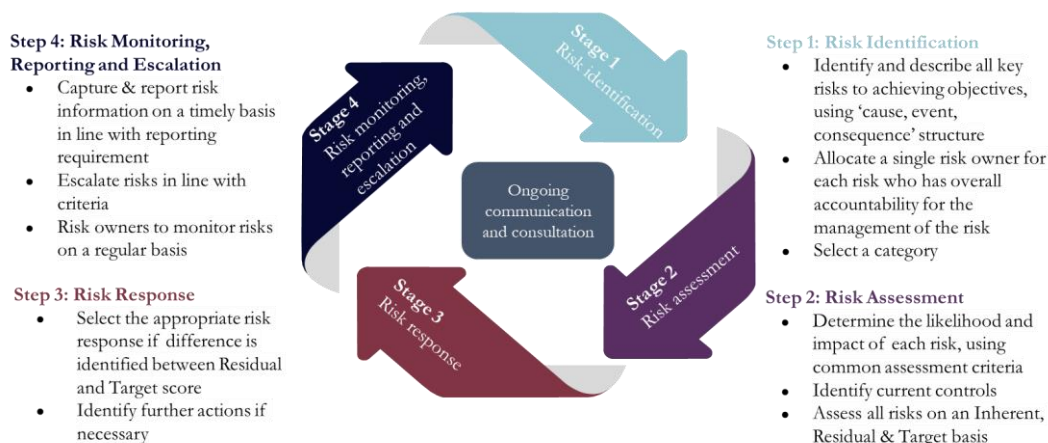 Step 4: Risk Monitoring,
Reporting and Escalation
• Capture & report risk
information on a timely basis
in line with reporting
requirement
• Escalate risks in line with
criteria
• Risk owners to monitor risks
on a regular basis
Step 3: Risk Response
• Select the appropriate risk
response if difference is
identified between Residual
and Target score
• Identify further actions if
necessary
Stage 1
Risk identification
Stage 2
Risk assessment
Stage 3
Risk response
Stage 4
Risk monitoring,
reporting and
escalation
Ongoing
communication
and consultation
Step 1: Risk Identification
• Identify and describe all key
risks to achieving objectives,
using ‘cause, event,
consequence’ structure
• Allocate a single risk owner for
each risk who has overall
accountability for the
management of the risk
• Select a category
Step 2: Risk Assessment
• Determine the likelihood and
impact of each risk, using
common assessment criteria
• Identify current controls
• Assess all risks on an Inherent,
Residual & Target basis